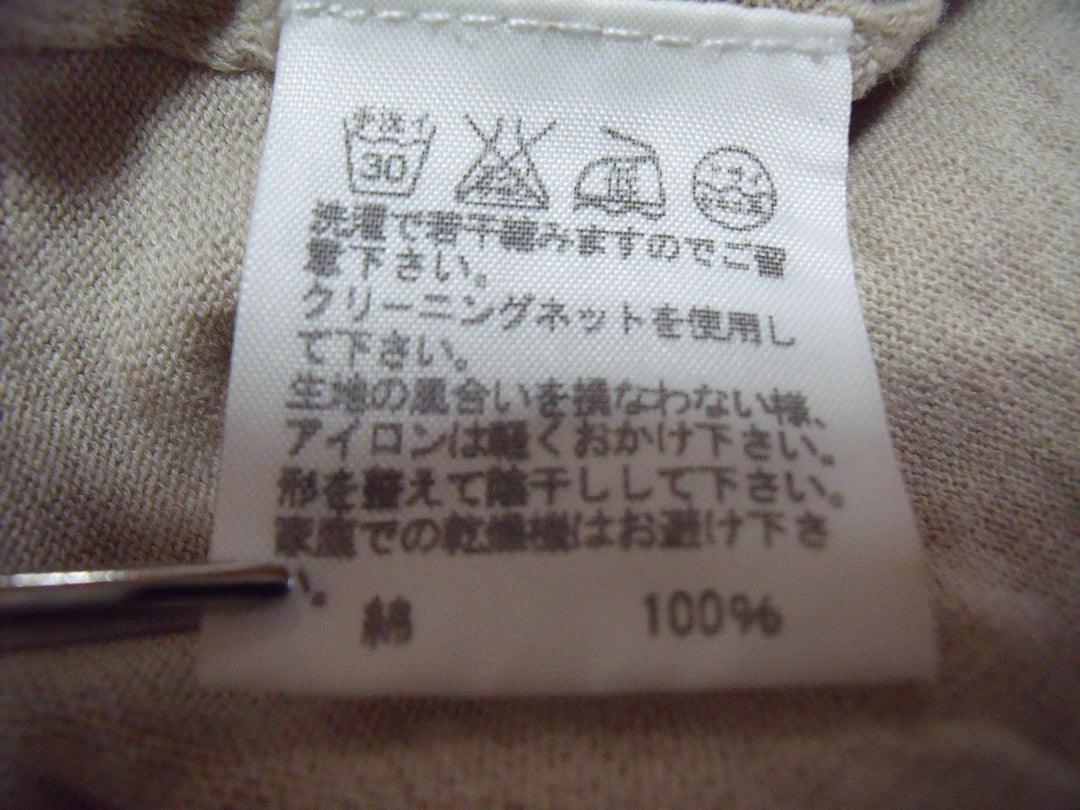 手洗イ
30
低
洗濯で若干縮みますのでご留
意下さい。
クリーニングネットを使用し
て下さい。
生地の風合いを損なわない様、
アイロンは軽くおかけ下さい。
形を整えて陰干しして下さい。
家庭での乾燥機はお避け下さ
い。
綿 100%